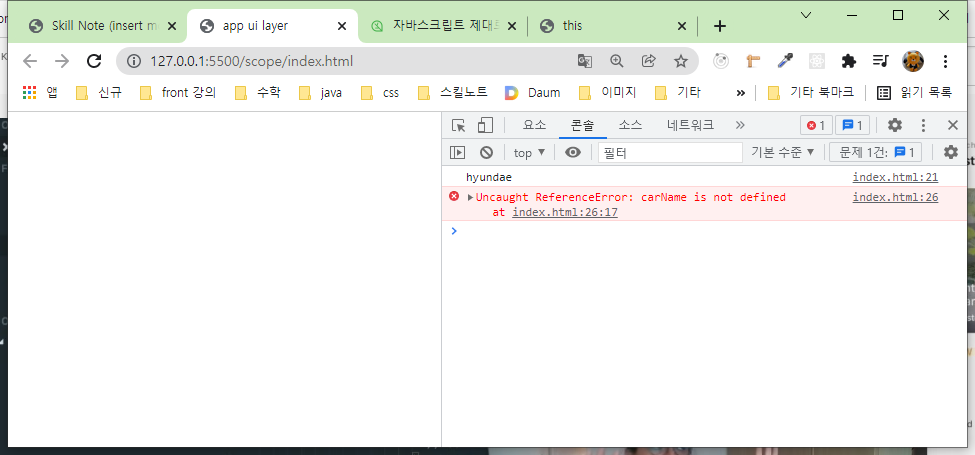 Skill Note (insert m
app ui layer
자바스크립트 제대로
this
127.0.0.1:5500/scope/index.html
앱
신규
front 강의
수학
java
css
스킬노트
Daum
이미지
기타
»
기타 북마크
읽기 목록
요소
콘솔
소스
네트워크
»
1
1
top ▼
필터
기본 수준 ▼
문제 1건: 1
hyundae
index.html:21
Uncaught ReferenceError: carName is not defined
index.html:26
at index.html:26:17